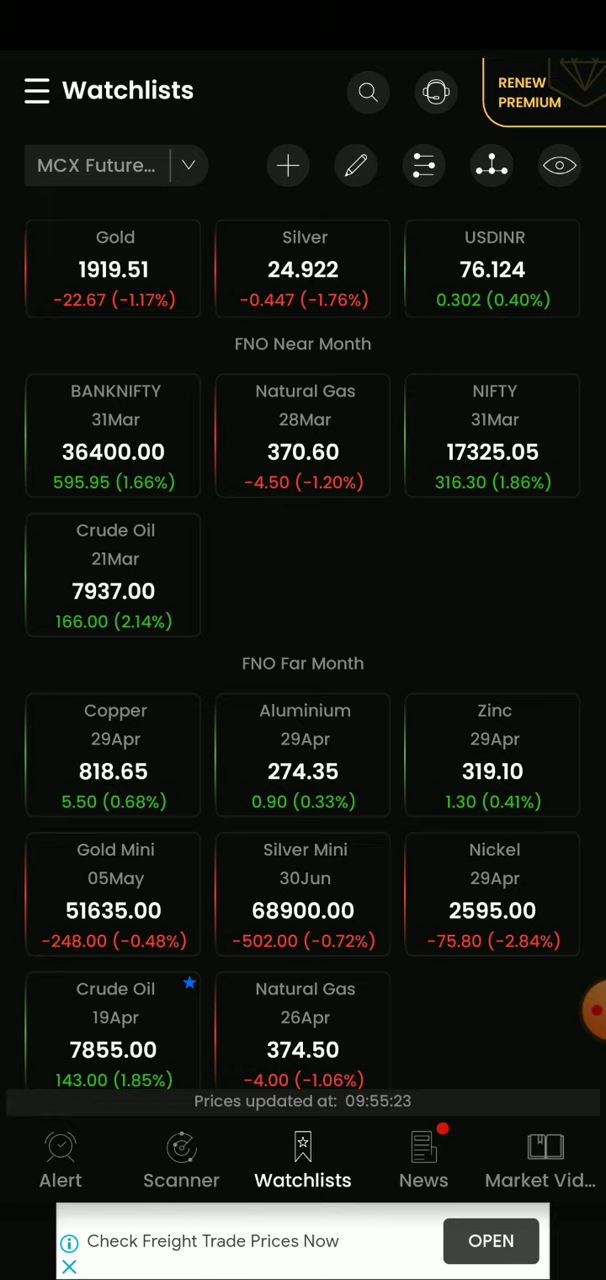 Watchlists
RENEW
PREMIUM
MCX Future...
Gold
1919.51
-22.67 (-1.17%)
Silver
24.922
-0.447 (-1.76%)
USDINR
76.124
0.302 (0.40%)
FNO Near Month
BANKNIFTY
31Mar
36400.00
595.95 (1.66%)
Natural Gas
28Mar
370.60
-4.50 (-1.20%)
NIFTY
31Mar
17325.05
316.30 (1.86%)
Crude Oil
21Mar
7937.00
166.00 (2.14%)
FNO Far Month
Copper
29Apr
818.65
5.50 (0.68%)
Aluminium
29Apr
274.35
0.90 (0.33%)
Zinc
29Apr
319.10
1.30 (0.41%)
Gold Mini
05May
51635.00
-248.00 (-0.48%)
Silver Mini
30Jun
68900.00
-502.00 (-0.72%)
Nickel
29Apr
2595.00
-75.80 (-2.84%)
Crude Oil
19Apr
7855.00
143.00 (1.85%)
Natural Gas
26Apr
374.50
-4.00 (-1.06%)
Prices updated at: 09:55:23
Alert
Scanner
Watchlists
News
Market Vid...
Check Freight Trade Prices Now
OPEN